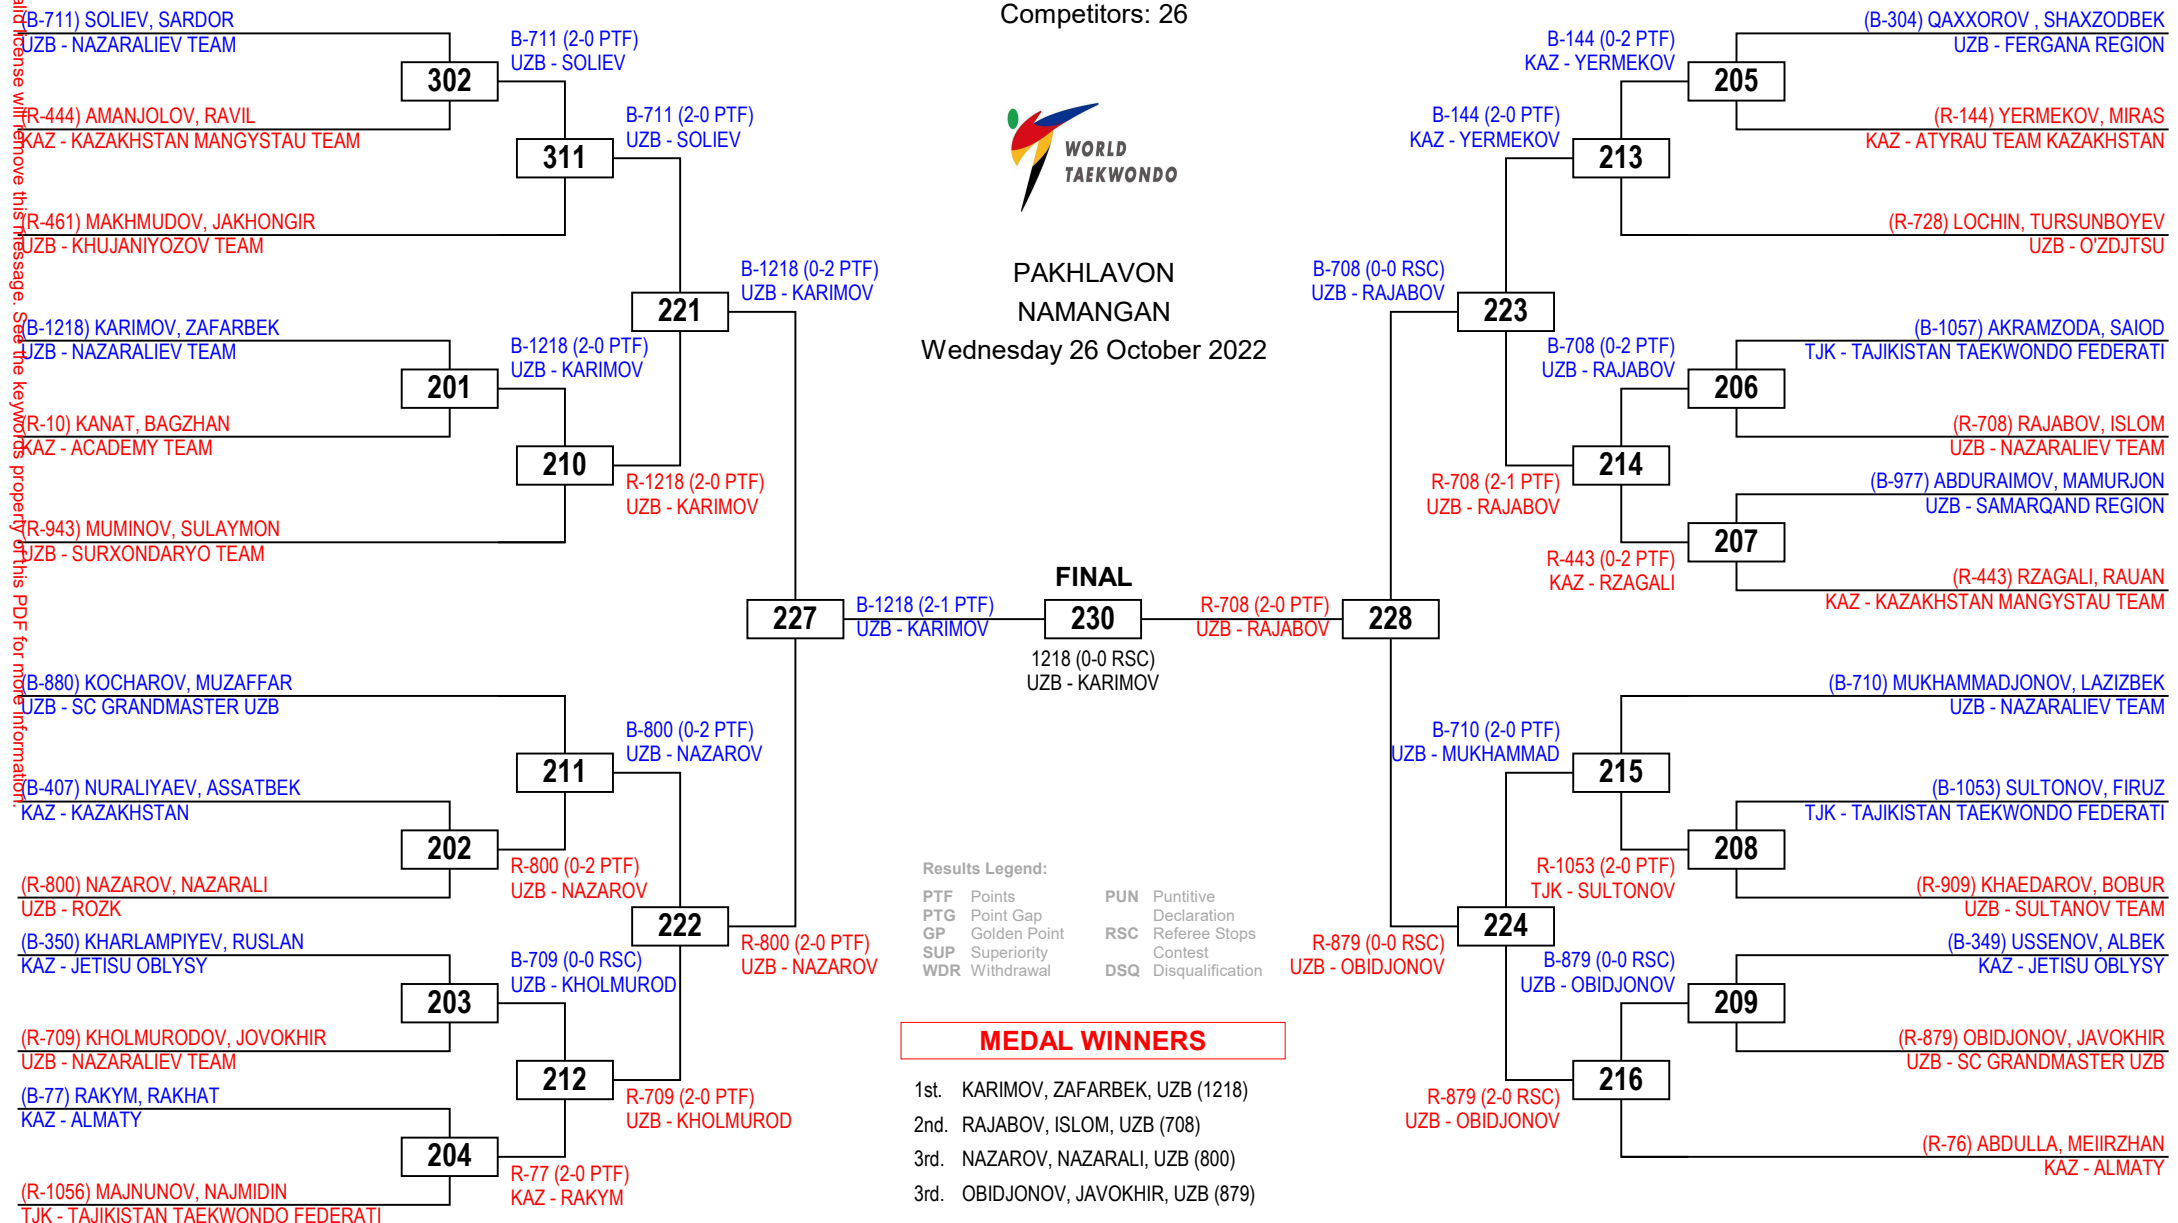 Competitors: 26
WORLD
TAEKWONDO
PAKHLAVON
NAMANGAN
Wednesday 26 October 2022
(B-711) SOLIEV, SARDOR
UZB - NAZARALIEV TEAM
302
(R-444) AMANJOLOV, RAVIL
KAZ - KAZAKHSTAN MANGYSTAU TEAM
B-711 (2-0 PTF)
UZB - SOLIEV
311
(R-461) MAKHMUDOV, JAKHONGIR
UZB - KHUJANIYOZOV TEAM
B-711 (2-0 PTF)
UZB - SOLIEV
(B-1218) KARIMOV, ZAFARBEK
UZB - NAZARALIEV TEAM
201
(R-10) KANAT, BAGZHAN
KAZ - ACADEMY TEAM
B-1218 (2-0 PTF)
UZB - KARIMOV
210
(R-943) MUMINOV, SULAYMON
UZB - SURXONDARYO TEAM
R-1218 (2-0 PTF)
UZB - KARIMOV
221
B-1218 (0-2 PTF)
UZB - KARIMOV
227
(B-880) KOCHAROV, MUZAFFAR
UZB - SC GRANDMASTER UZB
211
B-800 (0-2 PTF)
UZB - NAZAROV
(B-407) NURALIYAEV, ASSATBEK
KAZ - KAZAKHSTAN
202
(R-800) NAZAROV, NAZARALI
UZB - ROZK
R-800 (0-2 PTF)
UZB - NAZAROV
222
R-800 (2-0 PTF)
UZB - NAZAROV
(B-350) KHARLAMPIYEV, RUSLAN
KAZ - JETISU OBLYSY
203
(R-709) KHOLMURODOV, JOVOKHIR
UZB - NAZARALIEV TEAM
B-709 (0-0 RSC)
UZB - KHOLMUROD
212
R-709 (2-0 PTF)
UZB - KHOLMUROD
(B-77) RAKYM, RAKHAT
KAZ - ALMATY
204
(R-1056) MAJNUNOV, NAJMIDIN
TJK - TAJIKISTAN TAEKWONDO FEDERATI
R-77 (2-0 PTF)
KAZ - RAKYM
B-1218 (2-1 PTF)
UZB - KARIMOV
FINAL
230
1218 (0-0 RSC)
UZB - KARIMOV
R-708 (2-0 PTF)
UZB - RAJABOV
228
(B-304) QAXXOROV , SHAXZODBEK
UZB - FERGANA REGION
205
(R-144) YERMEKOV, MIRAS
KAZ - ATYRAU TEAM KAZAKHSTAN
B-144 (0-2 PTF)
KAZ - YERMEKOV
213
(R-728) LOCHIN, TURSUNBOYEV
UZB - O'ZDJTSU
B-144 (2-0 PTF)
KAZ - YERMEKOV
223
B-708 (0-0 RSC)
UZB - RAJABOV
(B-1057) AKRAMZODA, SAIOD
TJK - TAJIKISTAN TAEKWONDO FEDERATI
206
(R-708) RAJABOV, ISLOM
UZB - NAZARALIEV TEAM
B-708 (0-2 PTF)
UZB - RAJABOV
214
R-708 (2-1 PTF)
UZB - RAJABOV
(B-977) ABDURAIMOV, MAMURJON
UZB - SAMARQAND REGION
207
(R-443) RZAGALI, RAUAN
KAZ - KAZAKHSTAN MANGYSTAU TEAM
R-443 (0-2 PTF)
KAZ - RZAGALI
(B-710) MUKHAMMADJONOV, LAZIZBEK
UZB - NAZARALIEV TEAM
215
B-710 (2-0 PTF)
UZB - MUKHAMMAD
(B-1053) SULTONOV, FIRUZ
TJK - TAJIKISTAN TAEKWONDO FEDERATI
208
(R-909) KHAEDAROV, BOBUR
UZB - SULTANOV TEAM
R-1053 (2-0 PTF)
TJK - SULTONOV
224
R-879 (0-0 RSC)
UZB - OBIDJONOV
(B-349) USSENOV, ALBEK
KAZ - JETISU OBLYSY
209
(R-879) OBIDJONOV, JAVOKHIR
UZB - SC GRANDMASTER UZB
B-879 (0-0 RSC)
UZB - OBIDJONOV
216
R-879 (2-0 RSC)
UZB - OBIDJONOV
(R-76) ABDULLA, MEIIRZHAN
KAZ - ALMATY
Results Legend:
PTF Points
PTG Point Gap
GP Golden Point
SUP Superiority
WDR Withdrawal
PUN Puntitive
Declaration
RSC Referee Stops
Contest
DSQ Disqualification
MEDAL WINNERS
1st. KARIMOV, ZAFARBEK, UZB (1218)
2nd. RAJABOV, ISLOM, UZB (708)
3rd. NAZAROV, NAZARALI, UZB (800)
3rd. OBIDJONOV, JAVOKHIR, UZB (879)
license will remove this message. See the keywords property of this PDF for more information.